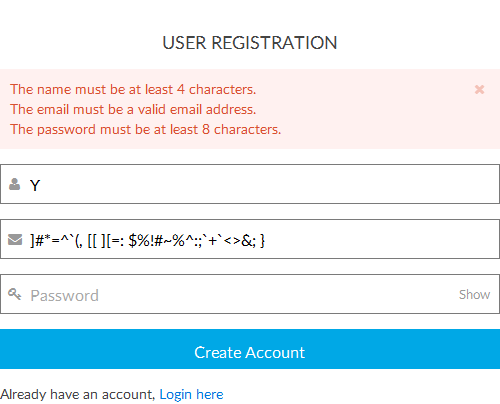 USER REGISTRATION
The name must be at least 4 characters.
The email must be a valid email address.
The password must be at least 8 characters.
Y
]#*=^`(, [[ ][=: $%!#~%^:;`+`<>&; }
Password Show
Create Account
Already have an account, Login here